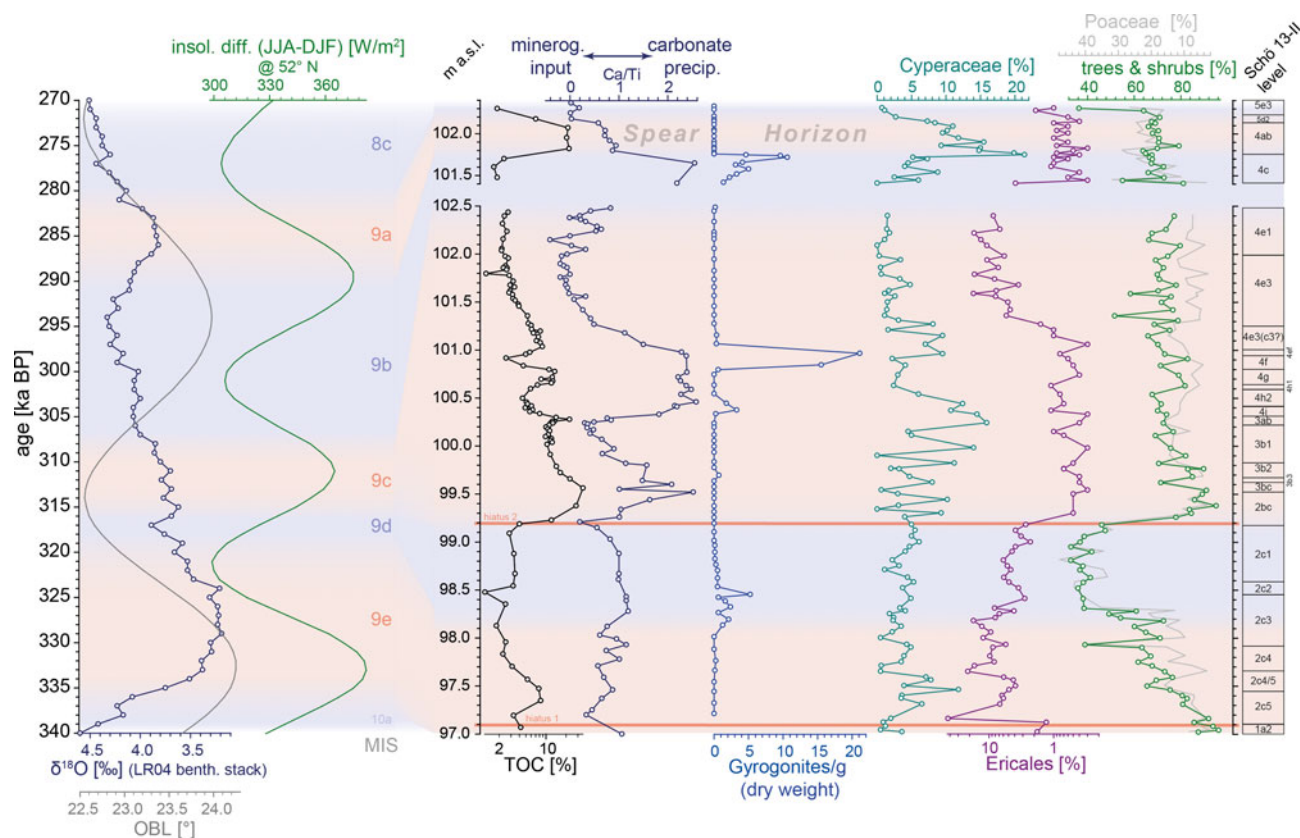 Poaceae [%]
40 30 20 10
insol. diff. (JJA-DJF) [W/m²]
@ 52° N
300 330 360
m a.s.l.
minerog. input
carbonate precip.
Ca/Ti
0 1 2
Cyperaceae [%]
0 5 10 15 20
trees & shrubs [%]
40 60 80
Schö 13-II level
age [ka BP]
270
275
280
285
290
295
300
305
310
315
320
325
330
335
340
8c
9a
9b
9c
9d
9e
10a
MIS
102.0
101.5
Spear Horizon
102.5
102.0
101.5
101.0
100.5
100.0
99.5
99.0
98.5
98.0
97.5
97.0
hiatus 2
hiatus 1
5e3
5d2
4ab
4c
4e1
4e3
4e3(c3?)
4ef
4f
4g
4h1
4h2
4i
3ab
3b1
3b2
3b3
3bc
2bc
2c1
2c2
2c3
2c4
2c4/5
2c5
1a2
4.5 4.0 3.5
δ¹⁸O [‰] (LR04 benth. stack)
22.5 23.0 23.5 24.0
OBL [°]
2 10
TOC [%]
0 5 10 15 20
Gyrogonites/g
(dry weight)
10 1
Ericales [%]